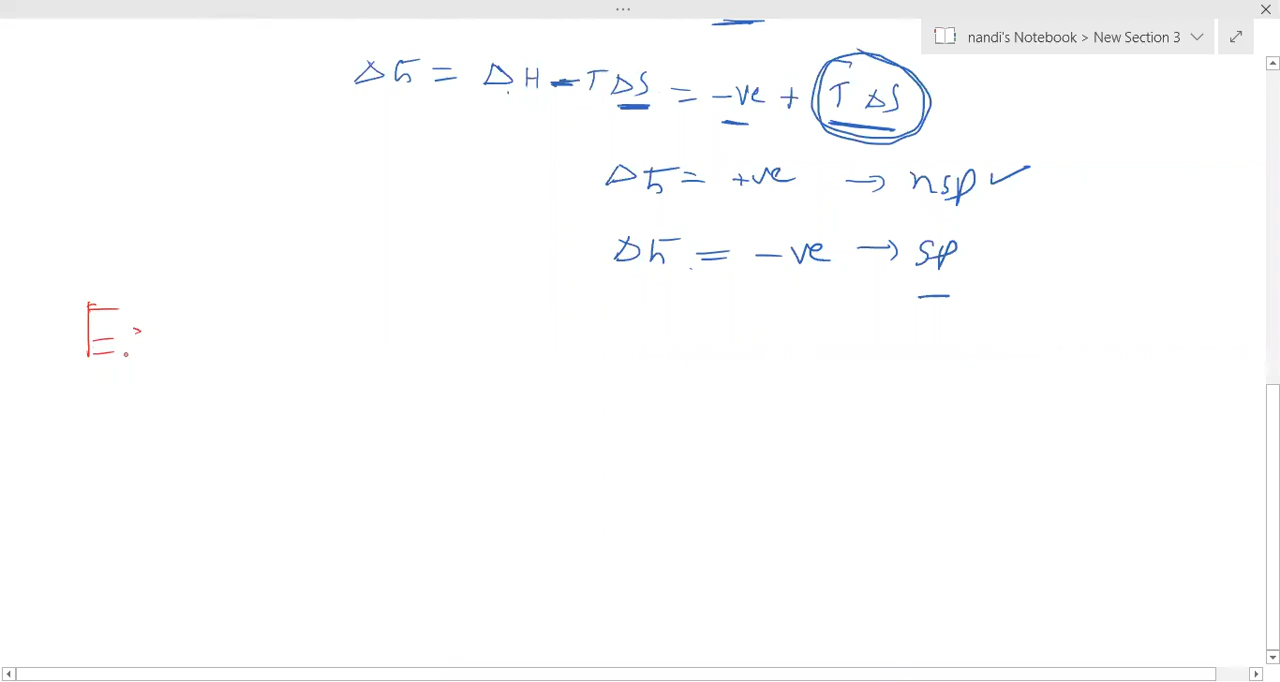 ...
nandi's Notebook > New Section 3
ΔG = ΔH - TΔS = -ve + (TΔS)
ΔG = +ve → nsp ✓
ΔG = -ve → sp
E